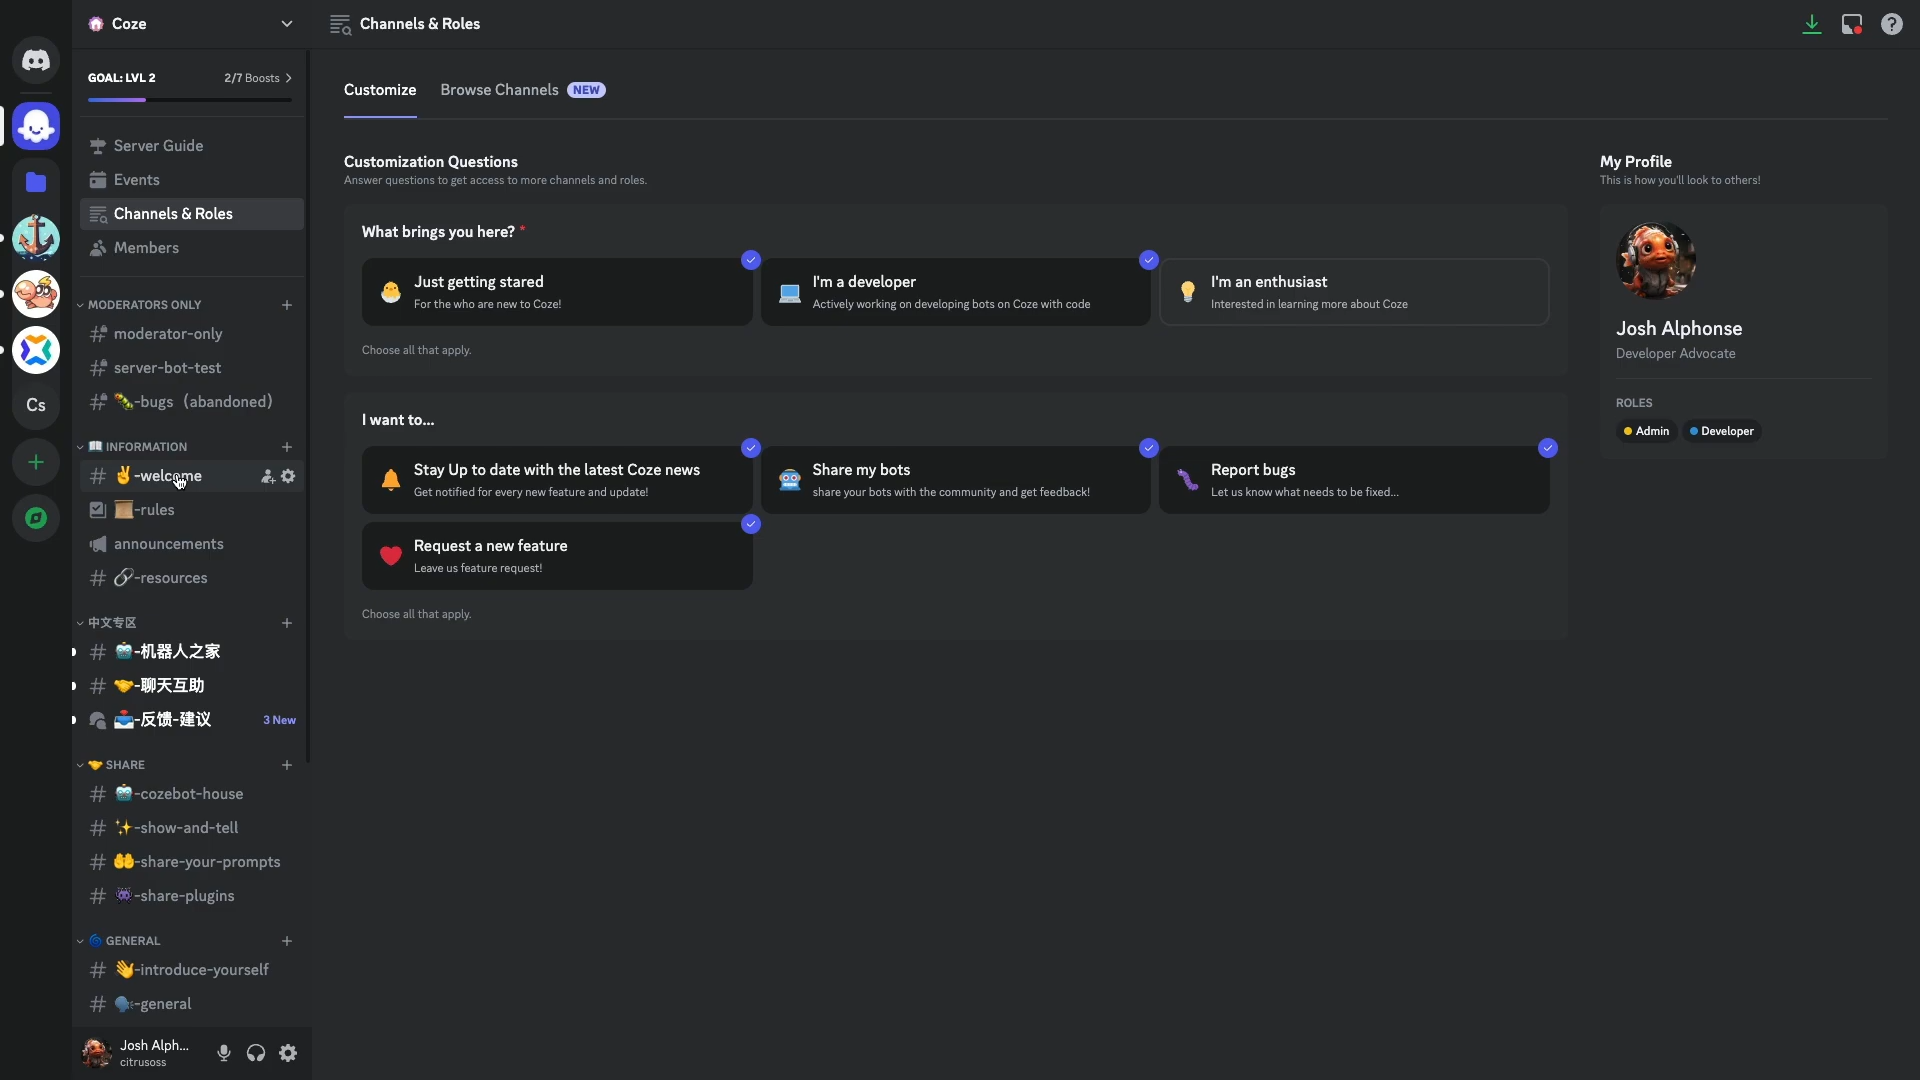 Coze
GOAL: LVL 2
2/7 Boosts
Server Guide
Events
Channels & Roles
Members
MODERATORS ONLY
moderator-only
server-bot-test
🐛-bugs（abandoned）
📖 INFORMATION
✌️-welcome
📜-rules
announcements
🔗-resources
中文专区
🤖-机器人之家
🤝-聊天互助
📥-反馈-建议
3 New
🤝 SHARE
🤖-cozebot-house
✨-show-and-tell
🤲-share-your-prompts
👾-share-plugins
🌀 GENERAL
👋-introduce-yourself
🗣️-general
Josh Alph...
citrusoss
Cs
Channels & Roles
Customize
Browse Channels
NEW
Customization Questions
Answer questions to get access to more channels and roles.
What brings you here? *
Just getting stared
For the who are new to Coze!
I'm a developer
Actively working on developing bots on Coze with code
I'm an enthusiast
Interested in learning more about Coze
Choose all that apply.
I want to...
Stay Up to date with the latest Coze news
Get notified for every new feature and update!
Share my bots
share your bots with the community and get feedback!
Report bugs
Let us know what needs to be fixed...
Request a new feature
Leave us feature request!
Choose all that apply.
My Profile
This is how you'll look to others!
Josh Alphonse
Developer Advocate
ROLES
Admin
Developer